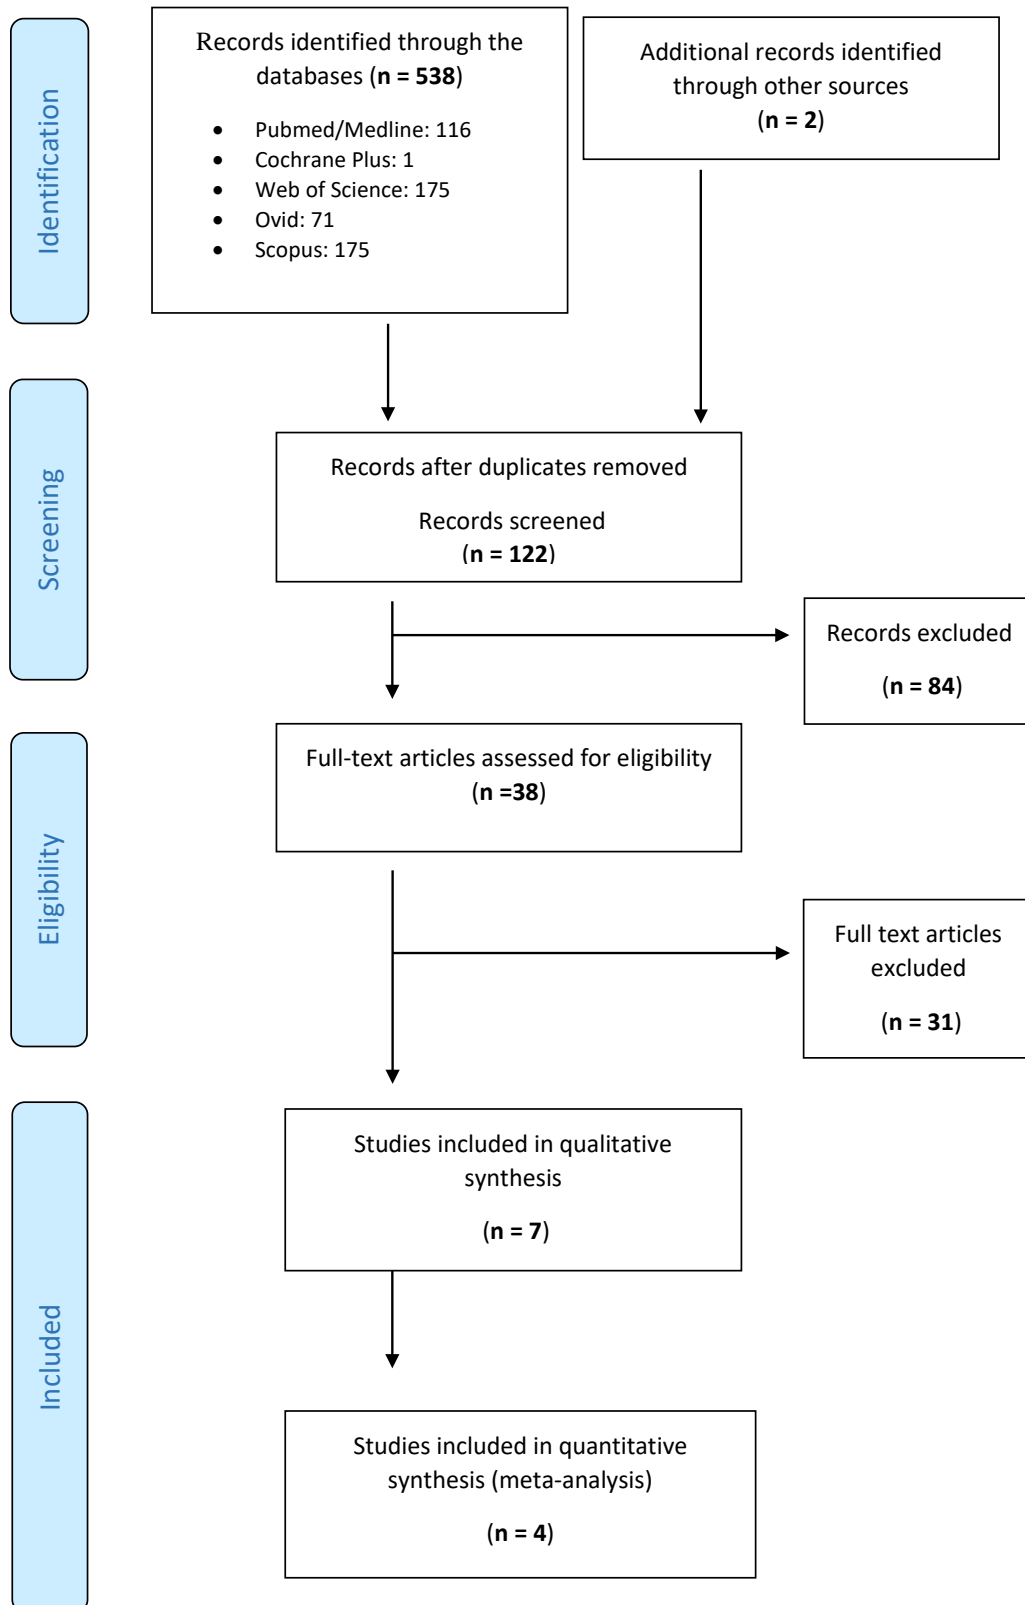 Identification
Records identified through the
databases (n = 538)
• Pubmed/Medline: 116
• Cochrane Plus: 1
• Web of Science: 175
• Ovid: 71
• Scopus: 175
Additional records identified
through other sources
(n = 2)
Screening
Records after duplicates removed
Records screened
(n = 122)
Records excluded
(n = 84)
Eligibility
Full-text articles assessed for eligibility
(n =38)
Full text articles
excluded
(n = 31)
Included
Studies included in qualitative
synthesis
(n = 7)
Studies included in quantitative
synthesis (meta-analysis)
(n = 4)